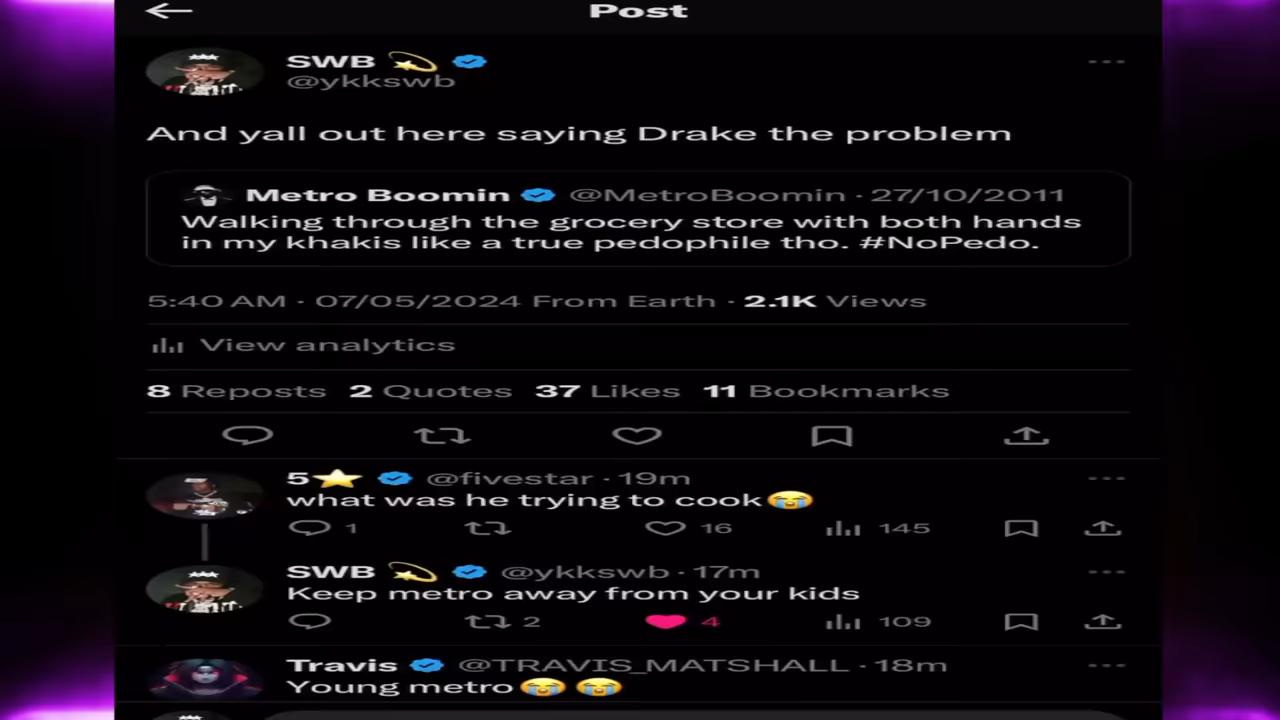 Post
SWB
@ykkswb
And yall out here saying Drake the problem
Metro Boomin @MetroBoomin · 27/10/2011
Walking through the grocery store with both hands
in my khakis like a true pedophile tho. #NoPedo.
5:40 AM · 07/05/2024 From Earth · 2.1K Views
View analytics
8 Reposts 2 Quotes 37 Likes 11 Bookmarks
5⭐ @fivestar · 19m
what was he trying to cook😭
1 16 145
SWB 💫 @ykkswb · 17m
Keep metro away from your kids
2 4 109
Travis @TRAVIS_MATSHALL · 18m
Young metro😭 😭